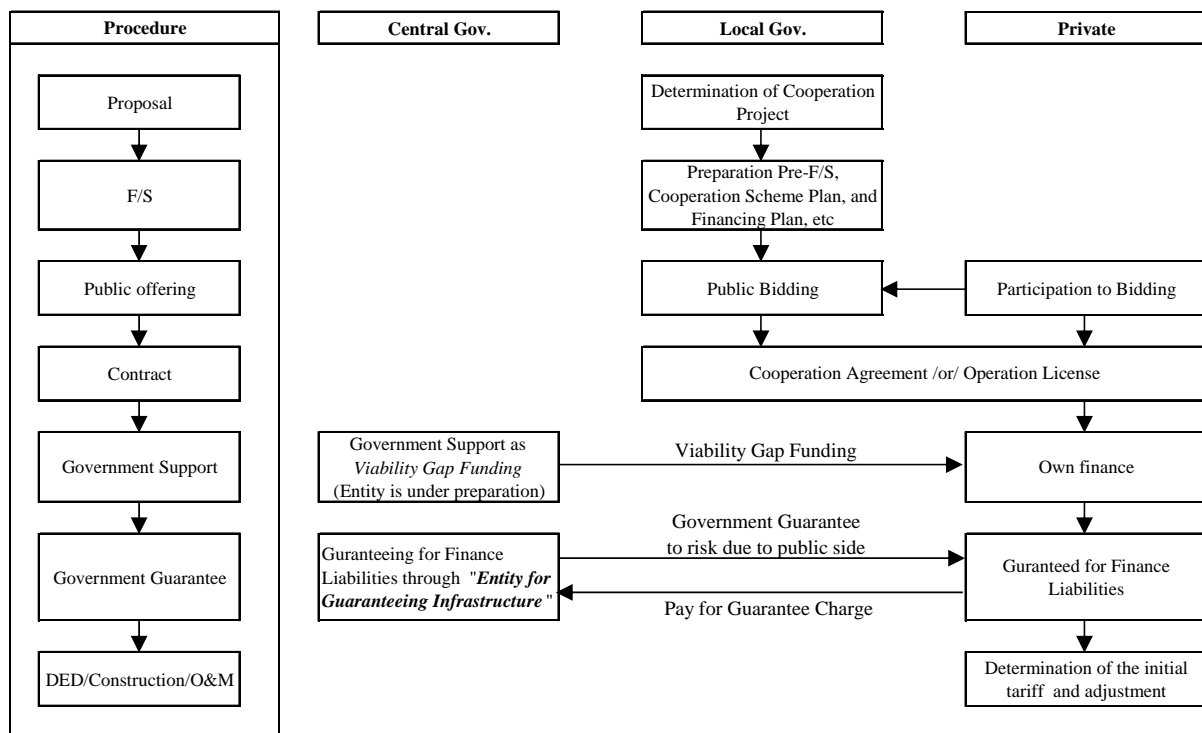 Procedure
Central Gov.
Local Gov.
Private
Proposal
Determination of Cooperation
Project
F/S
Preparation Pre-F/S,
Cooperation Scheme Plan, and
Financing Plan, etc
Public offering
Public Bidding
Participation to Bidding
Contract
Cooperation Agreement /or/ Operation License
Government Support
Government Support as
Viability Gap Funding
(Entity is under preparation)
Viability Gap Funding
Own finance
Government Guarantee
Guranteeing for Finance
Liabilities through "Entity for
Guaranteeing Infrastructure "
Government Guarantee
to risk due to public side
Pay for Guarantee Charge
Guranteed for Finance
Liabilities
DED/Construction/O&M
Determination of the initial
tariff and adjustment